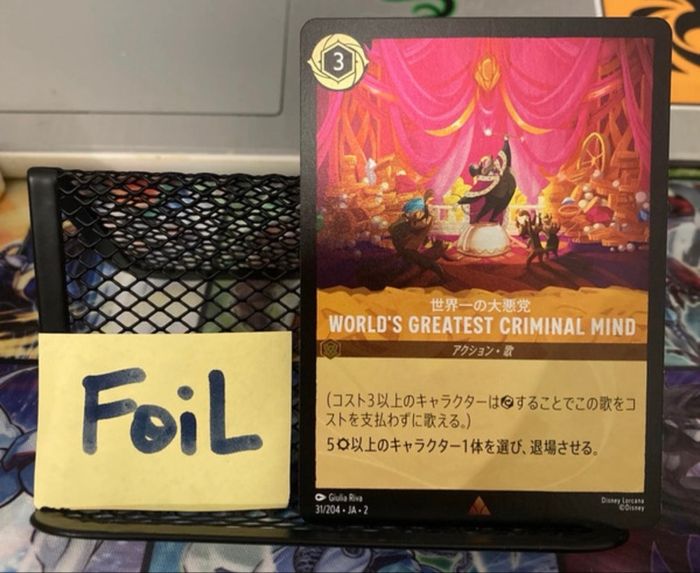 3
世界一の大悪党
WORLD'S GREATEST CRIMINAL MIND
アクション・歌
(コスト3以上のキャラクターはすることでこの歌をコ
ストを支払わずに歌える。)
5以上のキャラクター1体を選び、退場させる。
Giulia Riva
31/204・JA・2
Disney Lorcana
©Disney
FoiL